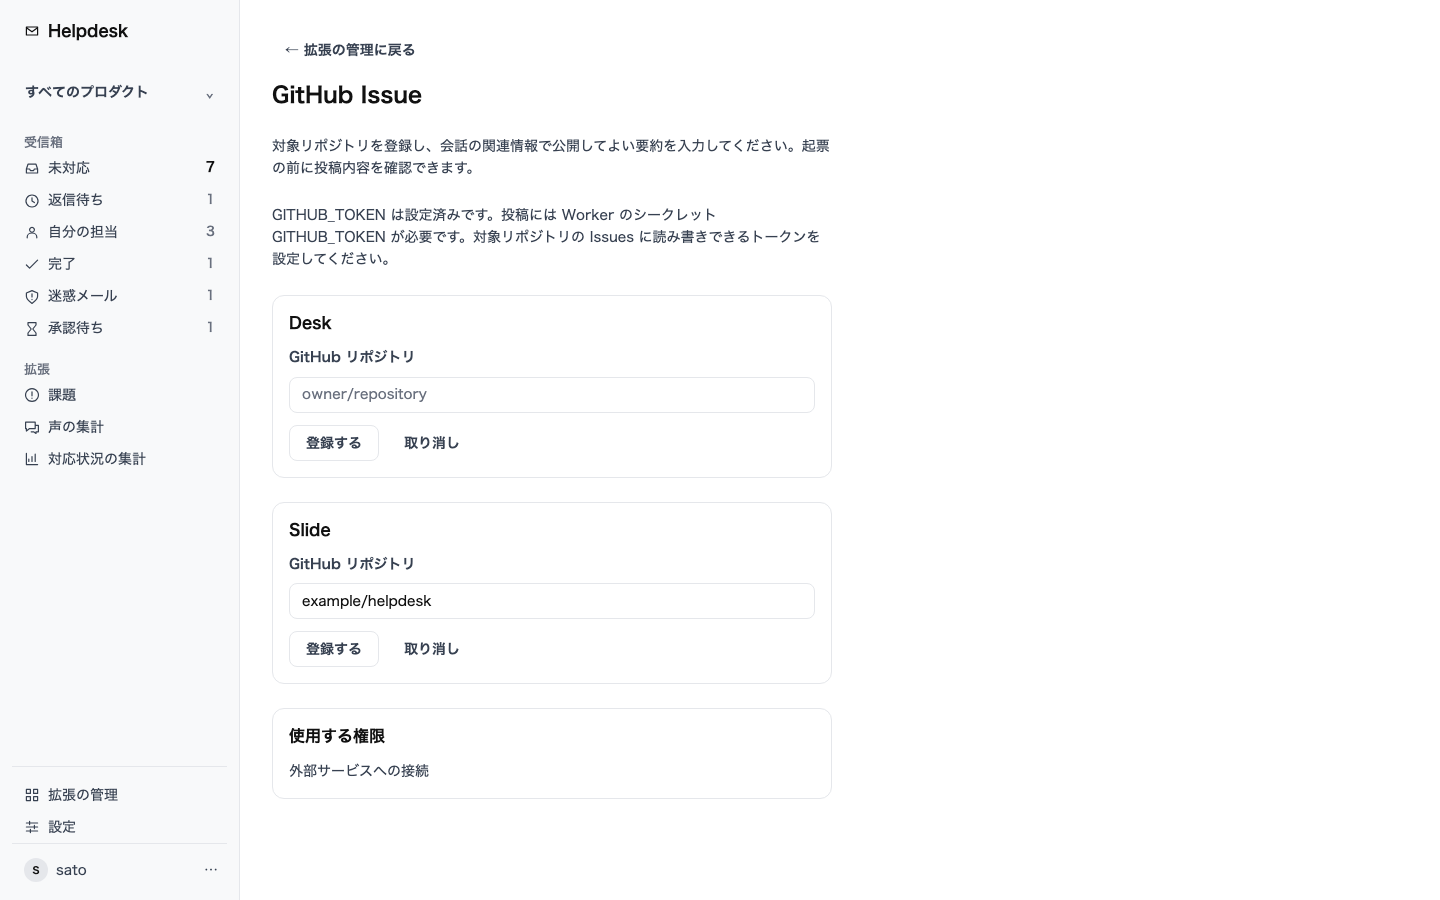 Helpdesk
すべてのプロダクト
受信箱
未対応 7
返信待ち 1
自分の担当 3
完了 1
迷惑メール 1
承認待ち 1
拡張
課題
声の集計
対応状況の集計
拡張の管理
設定
S sato ...
← 拡張の管理に戻る
GitHub Issue
対象リポジトリを登録し、会話の関連情報で公開してよい要約を入力してください。起票
の前に投稿内容を確認できます。
GITHUB_TOKEN は設定済みです。投稿には Worker のシークレット
GITHUB_TOKEN が必要です。対象リポジトリの Issues に読み書きできるトークンを
設定してください。
Desk
GitHub リポジトリ
owner/repository
登録する 取り消し
Slide
GitHub リポジトリ
example/helpdesk
登録する 取り消し
使用する権限
外部サービスへの接続